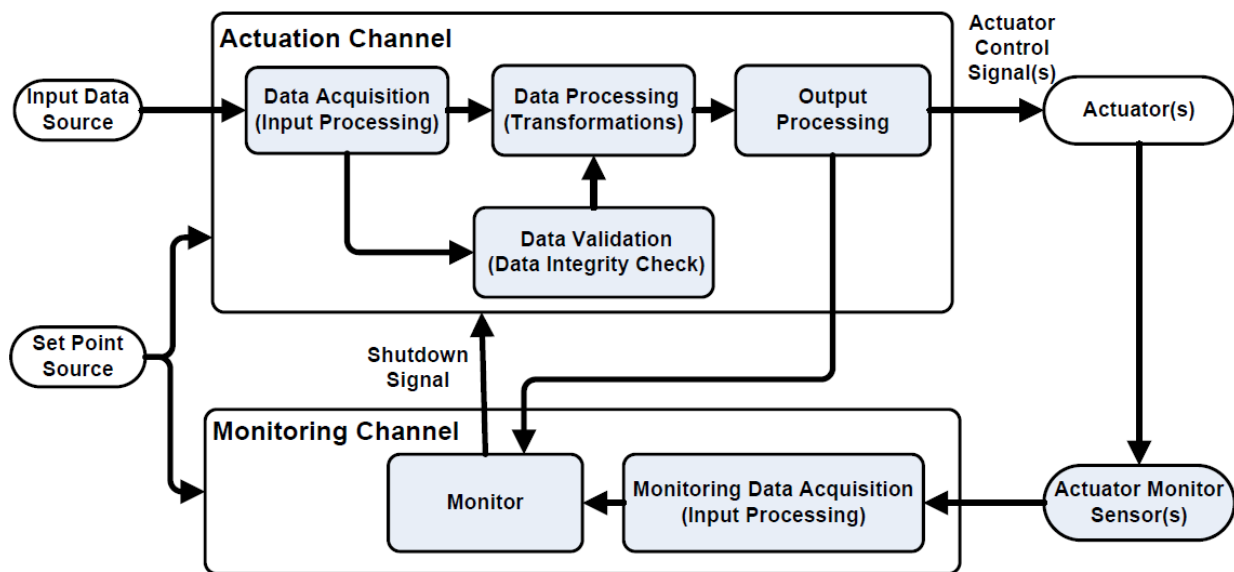 Actuation Channel
Actuator
Control
Signal(s)
Input Data
Source
Data Acquisition
(Input Processing)
Data Processing
(Transformations)
Output
Processing
Actuator(s)
Data Validation
(Data Integrity Check)
Set Point
Source
Shutdown
Signal
Monitoring Channel
Monitor
Monitoring Data Acquisition
(Input Processing)
Actuator Monitor
Sensor(s)